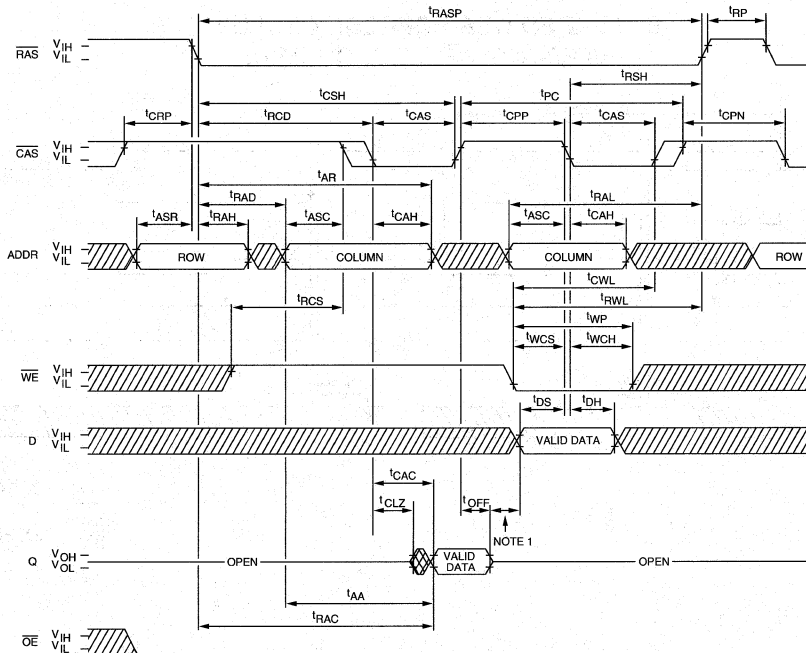 tRASP
tRP
RAS VIH
VIL
tRSH
tCSH
tPC
tCRP
tRCD
tCAS
tCPP
tCAS
tCPN
CAS VIH
VIL
tAR
tRAD
tRAL
tASR
tRAH
tASC
tCAH
tASC
tCAH
ADDR VIH
VIL
ROW
COLUMN
COLUMN
ROW
tCWL
tRCS
tRWL
tWP
tWCS
tWCH
WE VIH
VIL
tDS
tDH
D VIH
VIL
VALID DATA
tCAC
tCLZ
tOFF
NOTE 1
Q VOH
VOL
OPEN
VALID
DATA
OPEN
tAA
tRAC
OE VIH
VIL